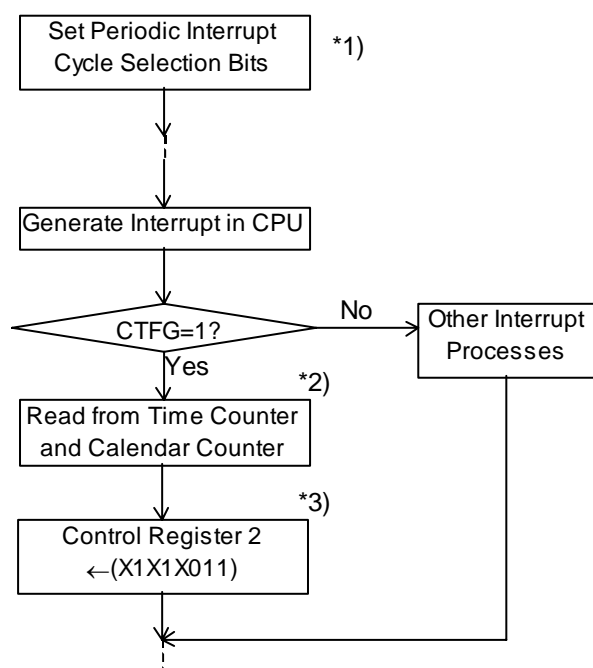 Set Periodic Interrupt
Cycle Selection Bits
*1)
Generate Interrupt in CPU
CTFG=1?
No
Other Interrupt
Processes
Yes
*2)
Read from Time Counter
and Calendar Counter
*3)
Control Register 2
←(X1X1X011)